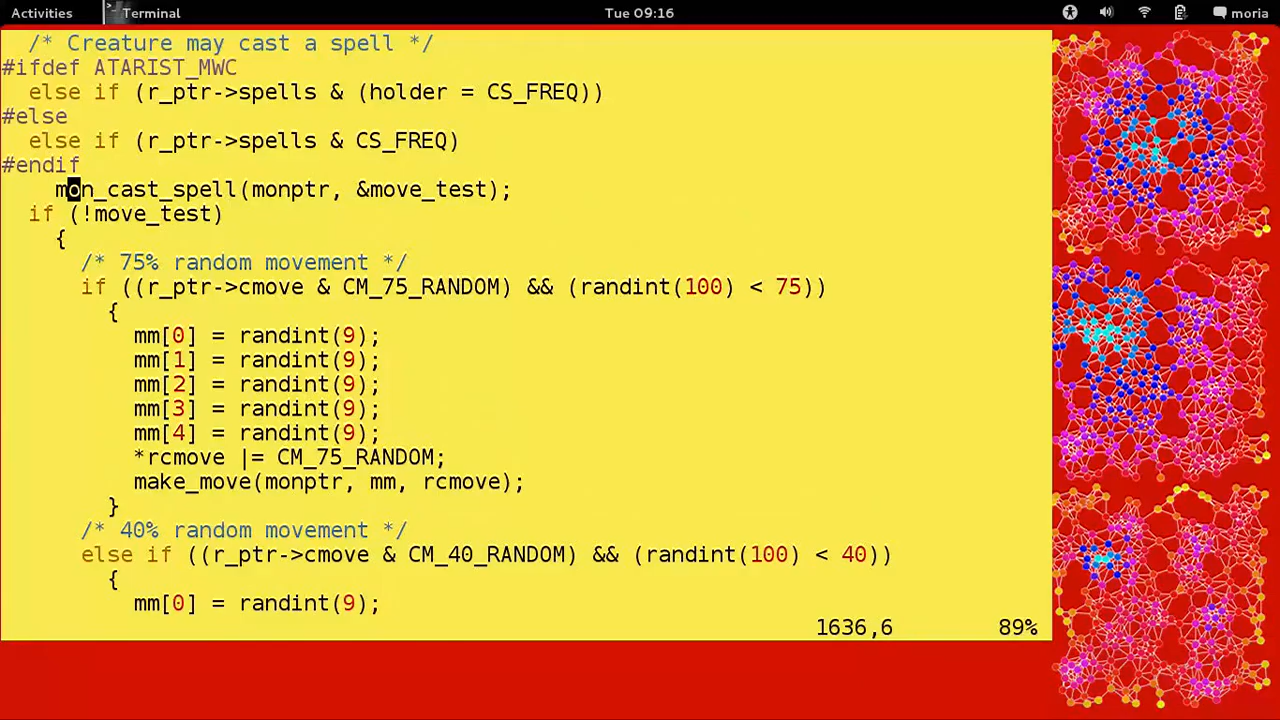 Activities Terminal Tue 09:16 moria
/* Creature may cast a spell */
#ifdef ATARIST_MWC
else if (r_ptr->spells & (holder = CS_FREQ))
#else
else if (r_ptr->spells & CS_FREQ)
#endif
mon_cast_spell(monptr, &move_test);
if (!move_test)
{
/* 75% random movement */
if ((r_ptr->cmove & CM_75_RANDOM) && (randint(100) < 75))
{
mm[0] = randint(9);
mm[1] = randint(9);
mm[2] = randint(9);
mm[3] = randint(9);
mm[4] = randint(9);
*rcmove |= CM_75_RANDOM;
make_move(monptr, mm, rcmove);
}
/* 40% random movement */
else if ((r_ptr->cmove & CM_40_RANDOM) && (randint(100) < 40))
{
mm[0] = randint(9);
1636,6 89%